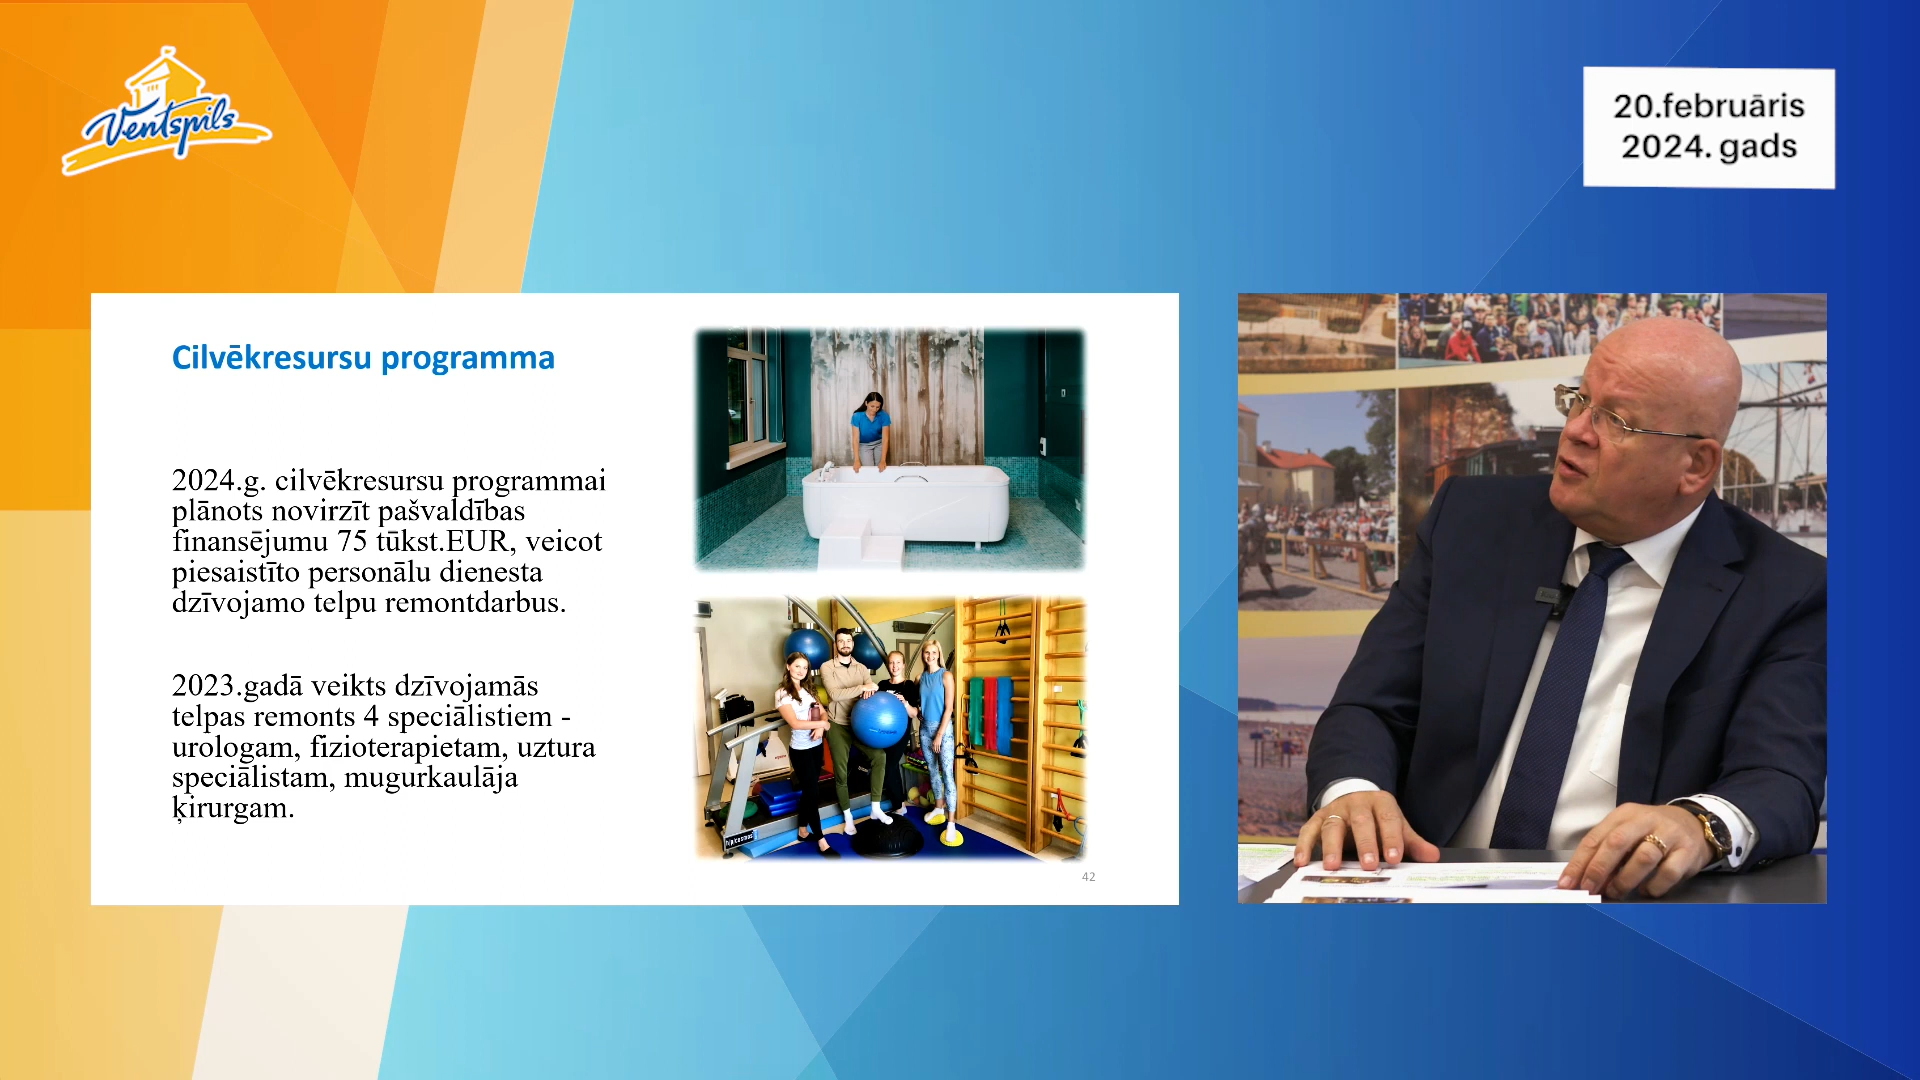 Ventspils
20.februāris
2024. gads
Cilvēkresursu programma
2024.g. cilvēkresursu programmai
plānots novirzīt pašvaldības
finansējumu 75 tūkst.EUR, veicot
piesaistīto personālu dienesta
dzīvojamo telpu remontdarbus.
2023.gadā veikts dzīvojamās
telpas remonts 4 speciālistiem -
urologam, fizioterapietam, uztura
speciālistam, mugurkaulāja
ķirurgam.
42